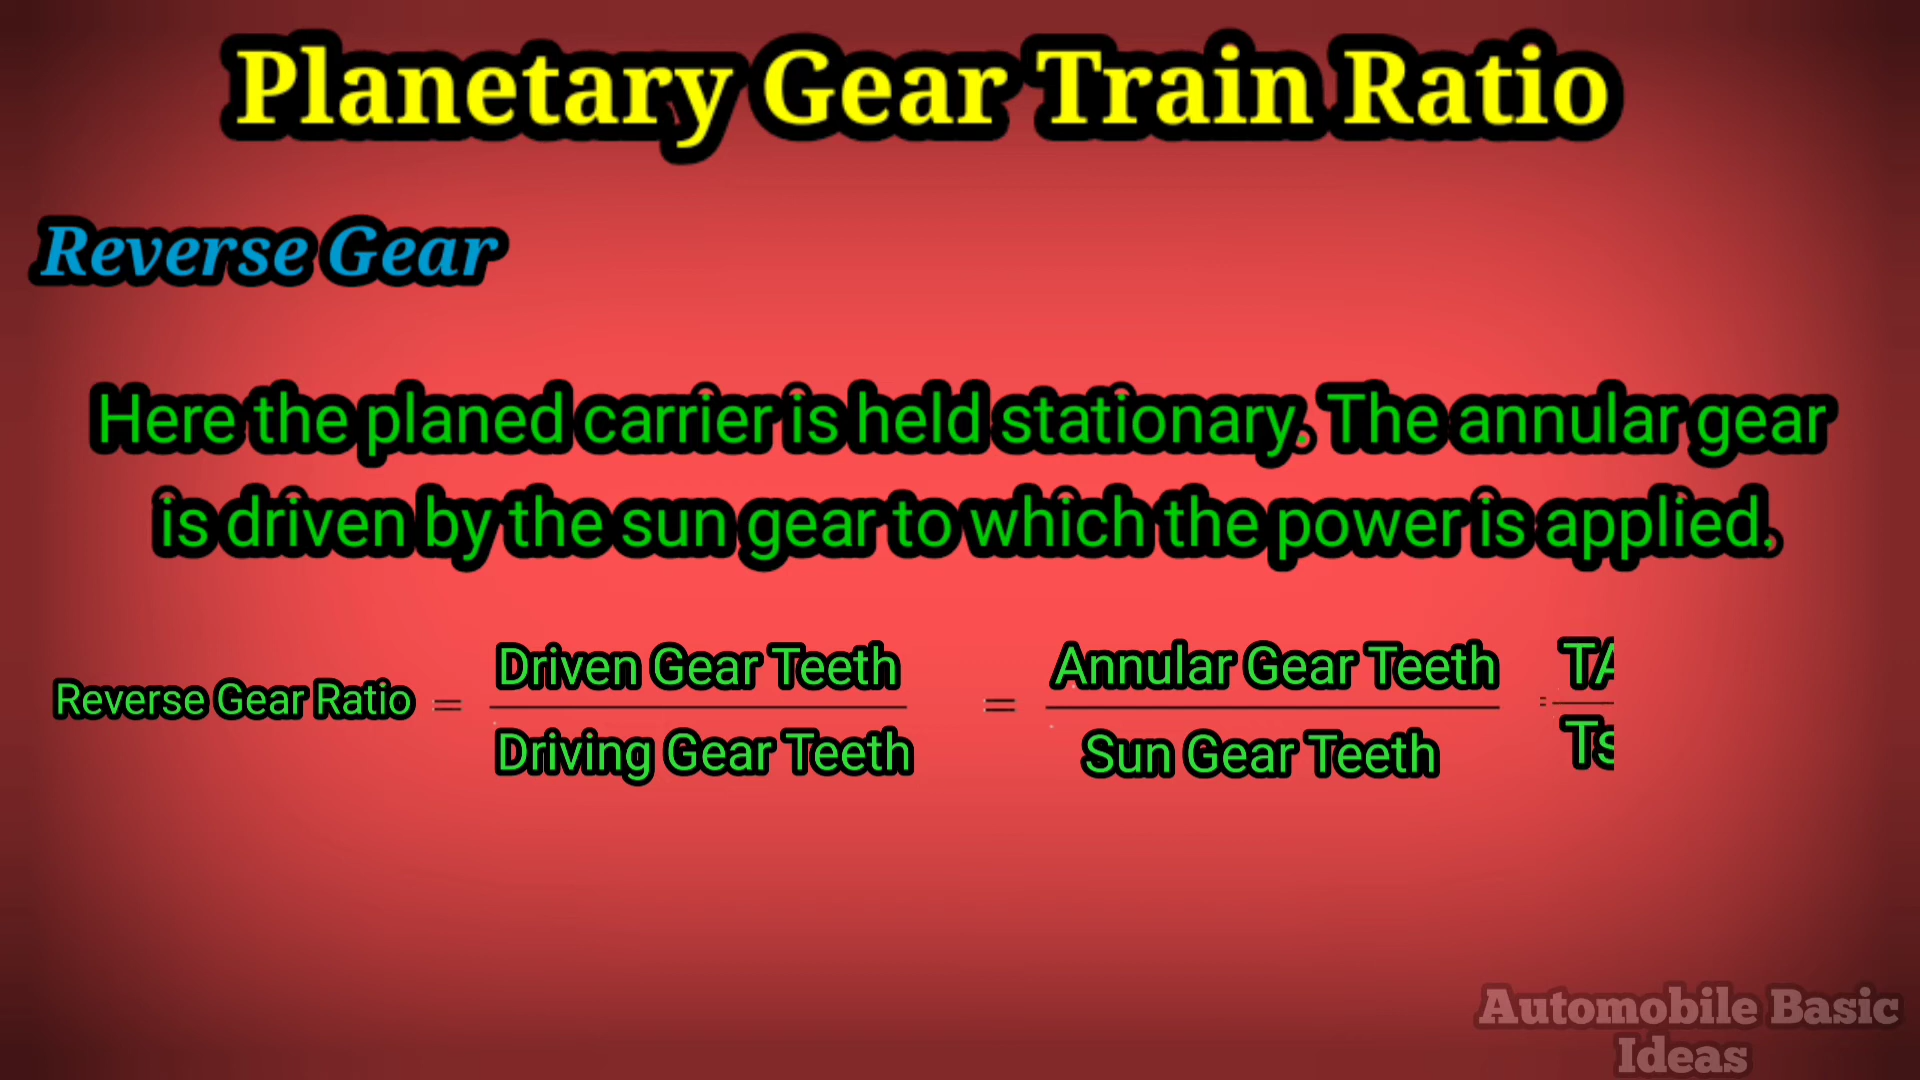 Planetary Gear Train Ratio
Reverse Gear
Here the planed carrier is held stationary. The annular gear
is driven by the sun gear to which the power is applied.
Reverse Gear Ratio = Driven Gear Teeth
Driving Gear Teeth
= Annular Gear Teeth
Sun Gear Teeth
= TA
Ts
Automobile Basic
Ideas